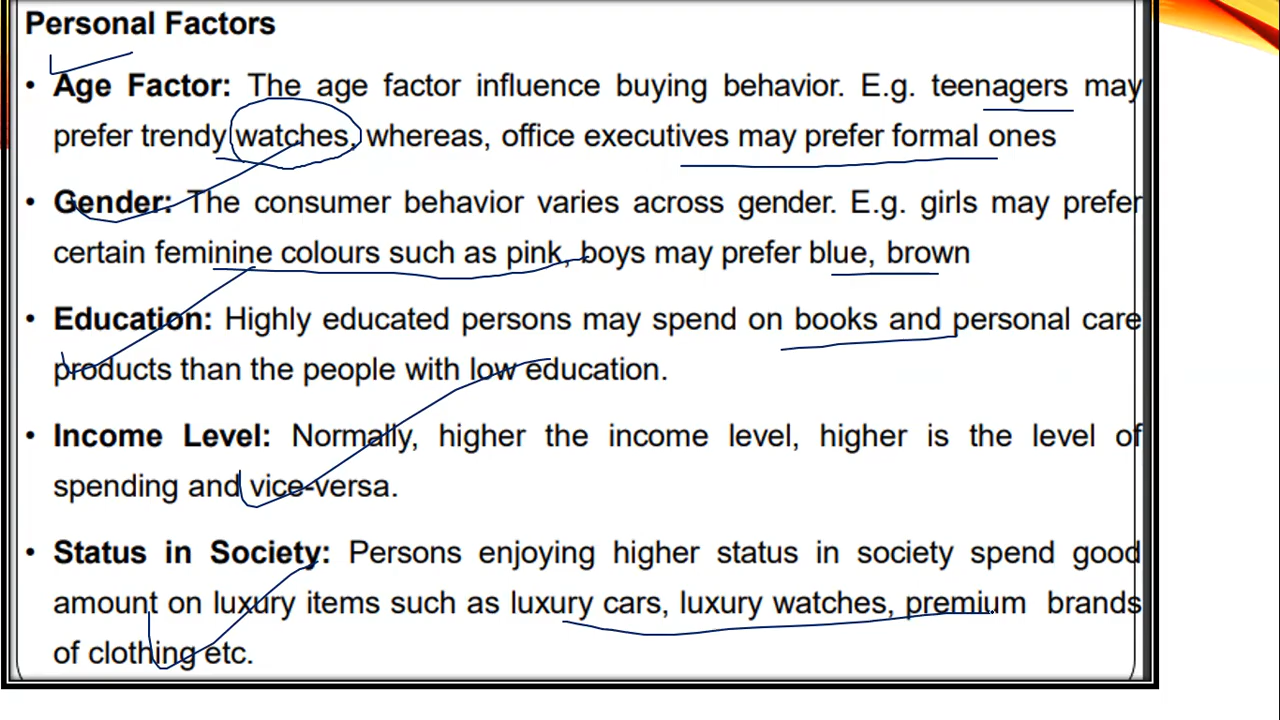 Personal Factors
• Age Factor: The age factor influence buying behavior. E.g. teenagers may
prefer trendy watches, whereas, office executives may prefer formal ones
• Gender: The consumer behavior varies across gender. E.g. girls may prefer
certain feminine colours such as pink, boys may prefer blue, brown
• Education: Highly educated persons may spend on books and personal care
products than the people with low education.
• Income Level: Normally, higher the income level, higher is the level of
spending and vice-versa.
• Status in Society: Persons enjoying higher status in society spend good
amount on luxury items such as luxury cars, luxury watches, premium brands
of clothing etc.